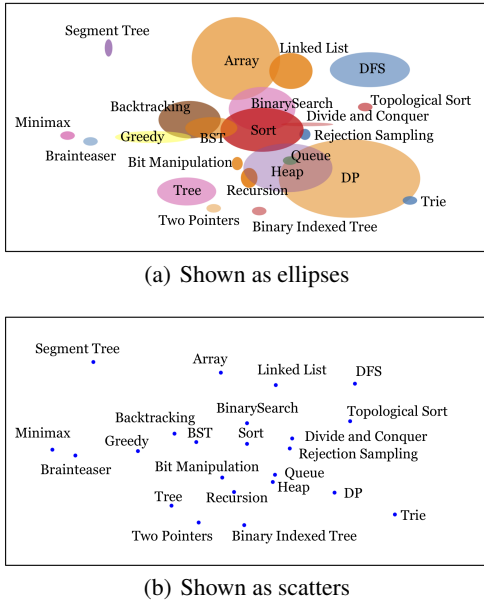 Segment Tree
Linked List
Array
DFS
Backtracking
BinarySearch
Topological Sort
Divide and Conquer
Minimax
Greedy
BST
Sort
Rejection Sampling
Brainteaser
Bit Manipulation
Queue
Heap
Tree
Recursion
DP
Two Pointers
Trie
Binary Indexed Tree
(a) Shown as ellipses
Segment Tree
Array
Linked List
DFS
BinarySearch
Topological Sort
Backtracking
Minimax
Greedy
BST
Sort
Divide and Conquer
Rejection Sampling
Brainteaser
Bit Manipulation
Queue
Heap
Tree
Recursion
DP
Trie
Two Pointers
Binary Indexed Tree
(b) Shown as scatters